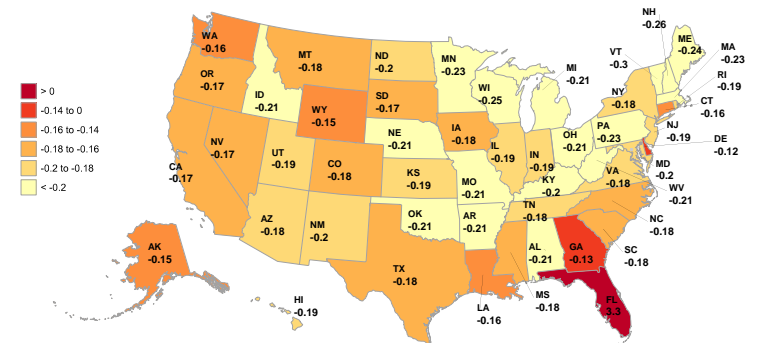 NH
-0.26
WA
-0.16
ME
-0.24
MA
-0.23
VT
-0.3
MT
-0.18
ND
-0.2
MN
-0.23
MI
-0.21
RI
-0.19
OR
-0.17
ID
-0.21
SD
-0.17
WI
-0.25
NY
-0.18
CT
-0.16
> 0
-0.14 to 0
-0.16 to -0.14
-0.18 to -0.16
-0.2 to -0.18
< -0.2
WY
-0.15
NE
-0.21
IA
-0.18
PA
-0.23
NJ
-0.19
DE
-0.12
NV
-0.17
UT
-0.19
CO
-0.18
IL
-0.19
IN
-0.19
OH
-0.21
CA
-0.17
KS
-0.19
MO
-0.21
KY
-0.2
VA
-0.18
MD
-0.2
WV
-0.21
AZ
-0.18
NM
-0.2
OK
-0.21
AR
-0.21
TN
-0.18
NC
-0.18
AK
-0.15
TX
-0.18
AL
-0.21
GA
-0.13
SC
-0.18
HI
-0.19
LA
-0.16
MS
-0.18
FL
3.3